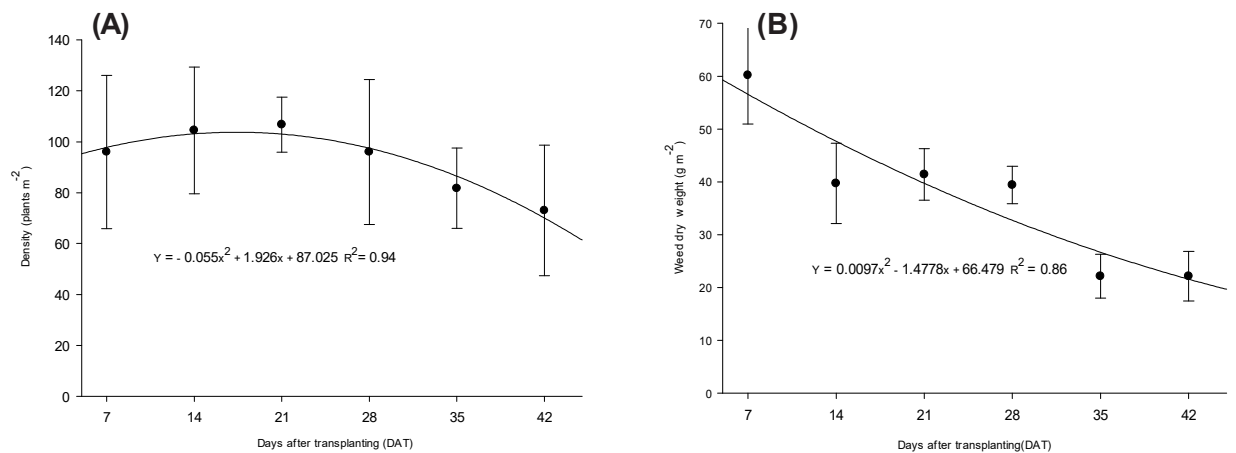 (A)
140
120
100
80
60
40
20
0
Density (plants m-2)
Y = - 0.055x2 + 1.926x + 87.025 R2= 0.94
7 14 21 28 35 42
Days after transplanting (DAT)
(B)
70
60
50
40
30
20
10
0
Weed dry weight (g m-2)
Y = 0.0097x2 - 1.4778x + 66.479 R2= 0.86
7 14 21 28 35 42
Days after transplanting(DAT)